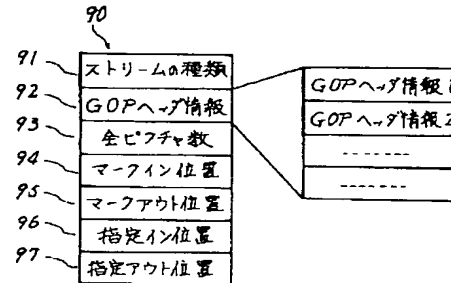 90
91 ストリームの種類
92 GOPヘッダ情報
93 全ピクチャ数
94 マークイン位置
95 マークアウト位置
96 指定イン位置
97 指定アウト位置
GOPヘッダ情報1
GOPヘッダ情報2
-------
-------